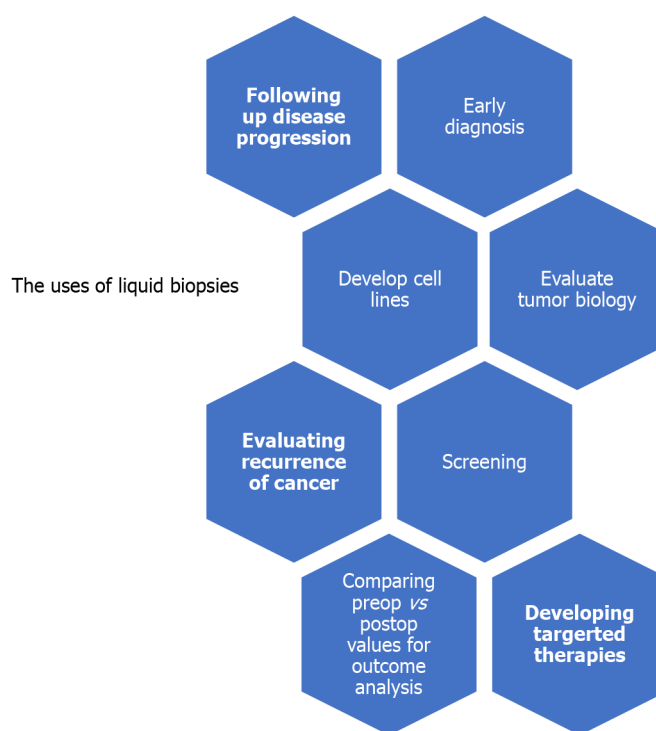 Following
up disease
progression
Early
diagnosis
The uses of liquid biopsies
Develop cell
lines
Evaluate
tumor biology
Evaluating
recurrence
of cancer
Screening
Comparing
preop vs
postop
values for
outcome
analysis
Developing
targerted
therapies